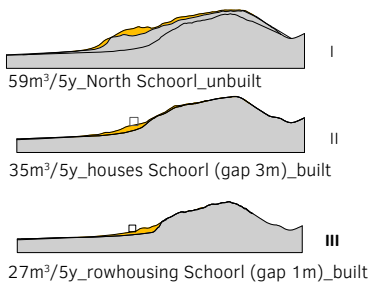 I
59m³/5y_North Schoorl_unbuilt
II
35m³/5y_houses Schoorl (gap 3m)_built
III
27m³/5y_rowhousing Schoorl (gap 1m)_built